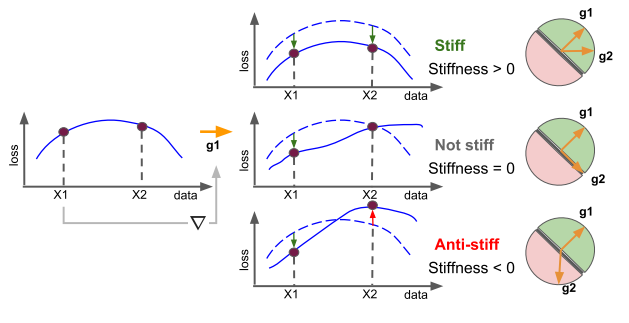 loss
X1
X2
data
g1
▽
loss
X1
X2
data
Stiff
Stiffness > 0
g1
g2
loss
X1
X2
data
Not stiff
Stiffness = 0
g1
g2
loss
X1
X2
data
Anti-stiff
Stiffness < 0
g1
g2